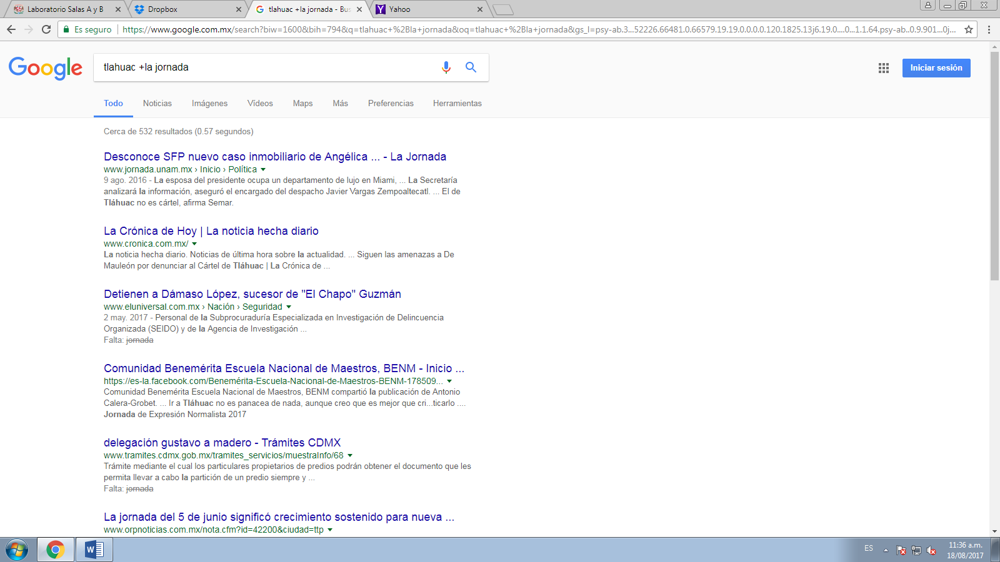 Laboratorio Salas A y B
Dropbox
tlahuac +la jornada - Bus
Yahoo
Es seguro
https://www.google.com.mx/search?biw=1600&bih=794&q=tlahuac+%2Bla+jornada&oq=tlahuac+%2Bla+jornada&gs_l=psy-ab.3...52226.66481.0.66579.19.19.0.0.0.0.120.1825.13j6.19.0....0...1.1.64.psy-ab..0.9.901...0j...
Google
tlahuac +la jornada
Iniciar sesión
Todo
Noticias
Imágenes
Vídeos
Maps
Más
Preferencias
Herramientas
Cerca de 532 resultados (0.57 segundos)
Desconoce SFP nuevo caso inmobiliario de Angélica ... - La Jornada
www.jornada.unam.mx › Inicio › Política
9 ago. 2016 - La esposa del presidente ocupa un departamento de lujo en Miami, ... La Secretaría
analizará la información, aseguró el encargado del despacho Javier Vargas Zempoaltecatl. ... El de
Tláhuac no es cártel, afirma Semar.
La Crónica de Hoy | La noticia hecha diario
www.cronica.com.mx/
La noticia hecha diario. Noticias de última hora sobre la actualidad. ... Siguen las amenazas a De
Mauleón por denunciar al Cártel de Tláhuac | La Crónica de ...
Detienen a Dámaso López, sucesor de "El Chapo" Guzmán
www.eluniversal.com.mx › Nación › Seguridad
2 may. 2017 - Personal de la Subprocuraduría Especializada en Investigación de Delincuencia
Organizada (SEIDO) y de la Agencia de Investigación ...
Falta: jornada
Comunidad Benemérita Escuela Nacional de Maestros, BENM - Inicio ...
https://es-la.facebook.com/Benemérita-Escuela-Nacional-de-Maestros-BENM-178509...
Comunidad Benemérita Escuela Nacional de Maestros, BENM compartió la publicación de Antonio
Calera-Grobet. ... Ir a Tláhuac no es panacea de nada, aunque creo que es mejor que cri...ticarlo ....
Jornada de Expresión Normalista 2017
delegación gustavo a madero - Trámites CDMX
www.tramites.cdmx.gob.mx/tramites_servicios/muestraInfo/68
Trámite mediante el cual los particulares propietarios de predios podrán obtener el documento que les
permita llevar a cabo la partición de un predio siempre y ...
Falta: jornada
La jornada del 5 de junio significó crecimiento sostenido para nueva ...
www.orpnoticias.com.mx/nota.cfm?id=42200&ciudad=ttp
ES
11:36 a.m.
18/08/2017